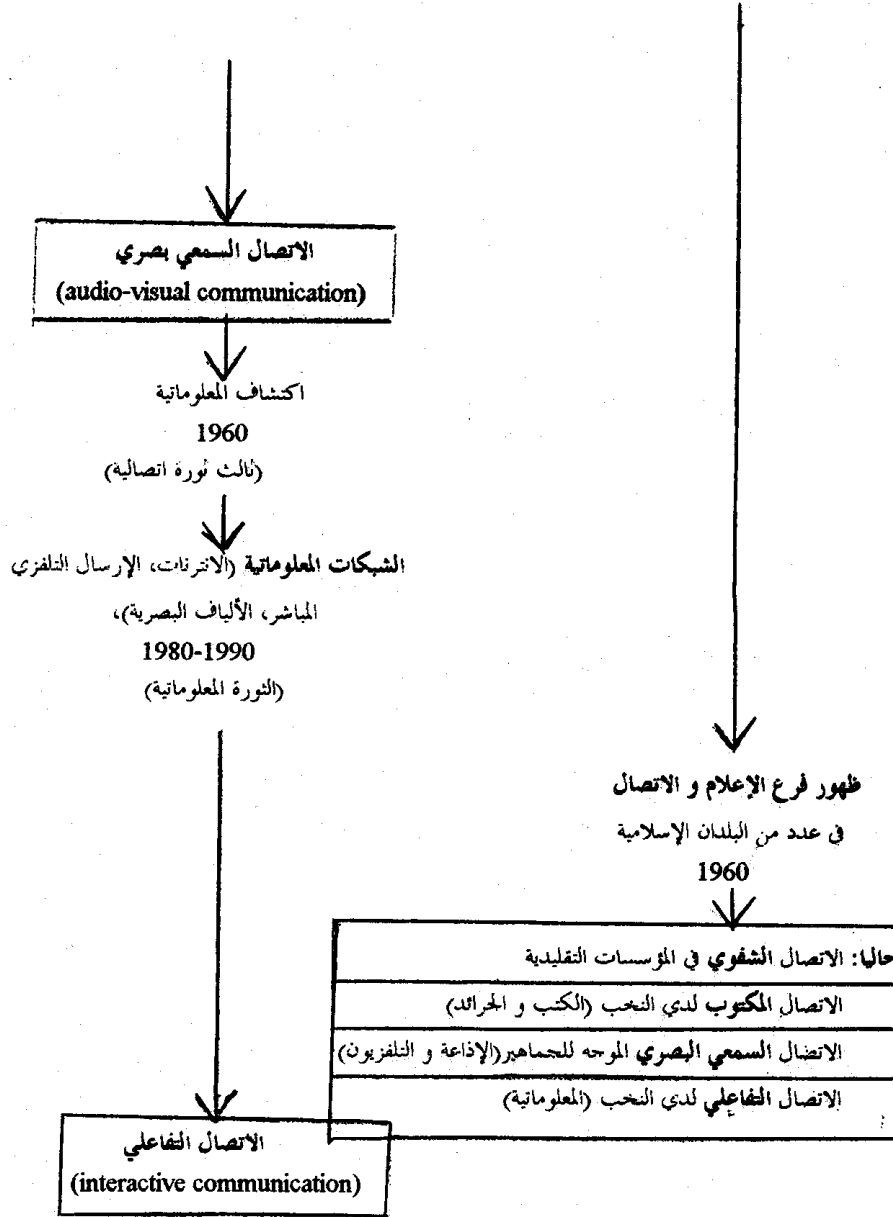 الاتصال السمعي بصري
(audio-visual communication)
اكتشاف المعلوماتية
1960
(ثالث ثورة اتصالية)
الشبكات المعلوماتية (الانترنات، الإرسال التلفزي
المباشر، الألياف البصرية)،
1980-1990
(الثورة المعلوماتية)
ظهور فرع الإعلام و الاتصال
في عدد من البلدان الإسلامية
1960
حاليا: الاتصال الشفوي في المؤسسات التقليدية
الاتصال المكتوب لدي النخب (الكتب و الجرائد)
الاتصال السمعي البصري الموجه للجماهير(الإذاعة و التلفزيون)
الاتصال التفاعلي لدي النخب (المعلوماتية)
الاتصال التفاعلي
(interactive communication)